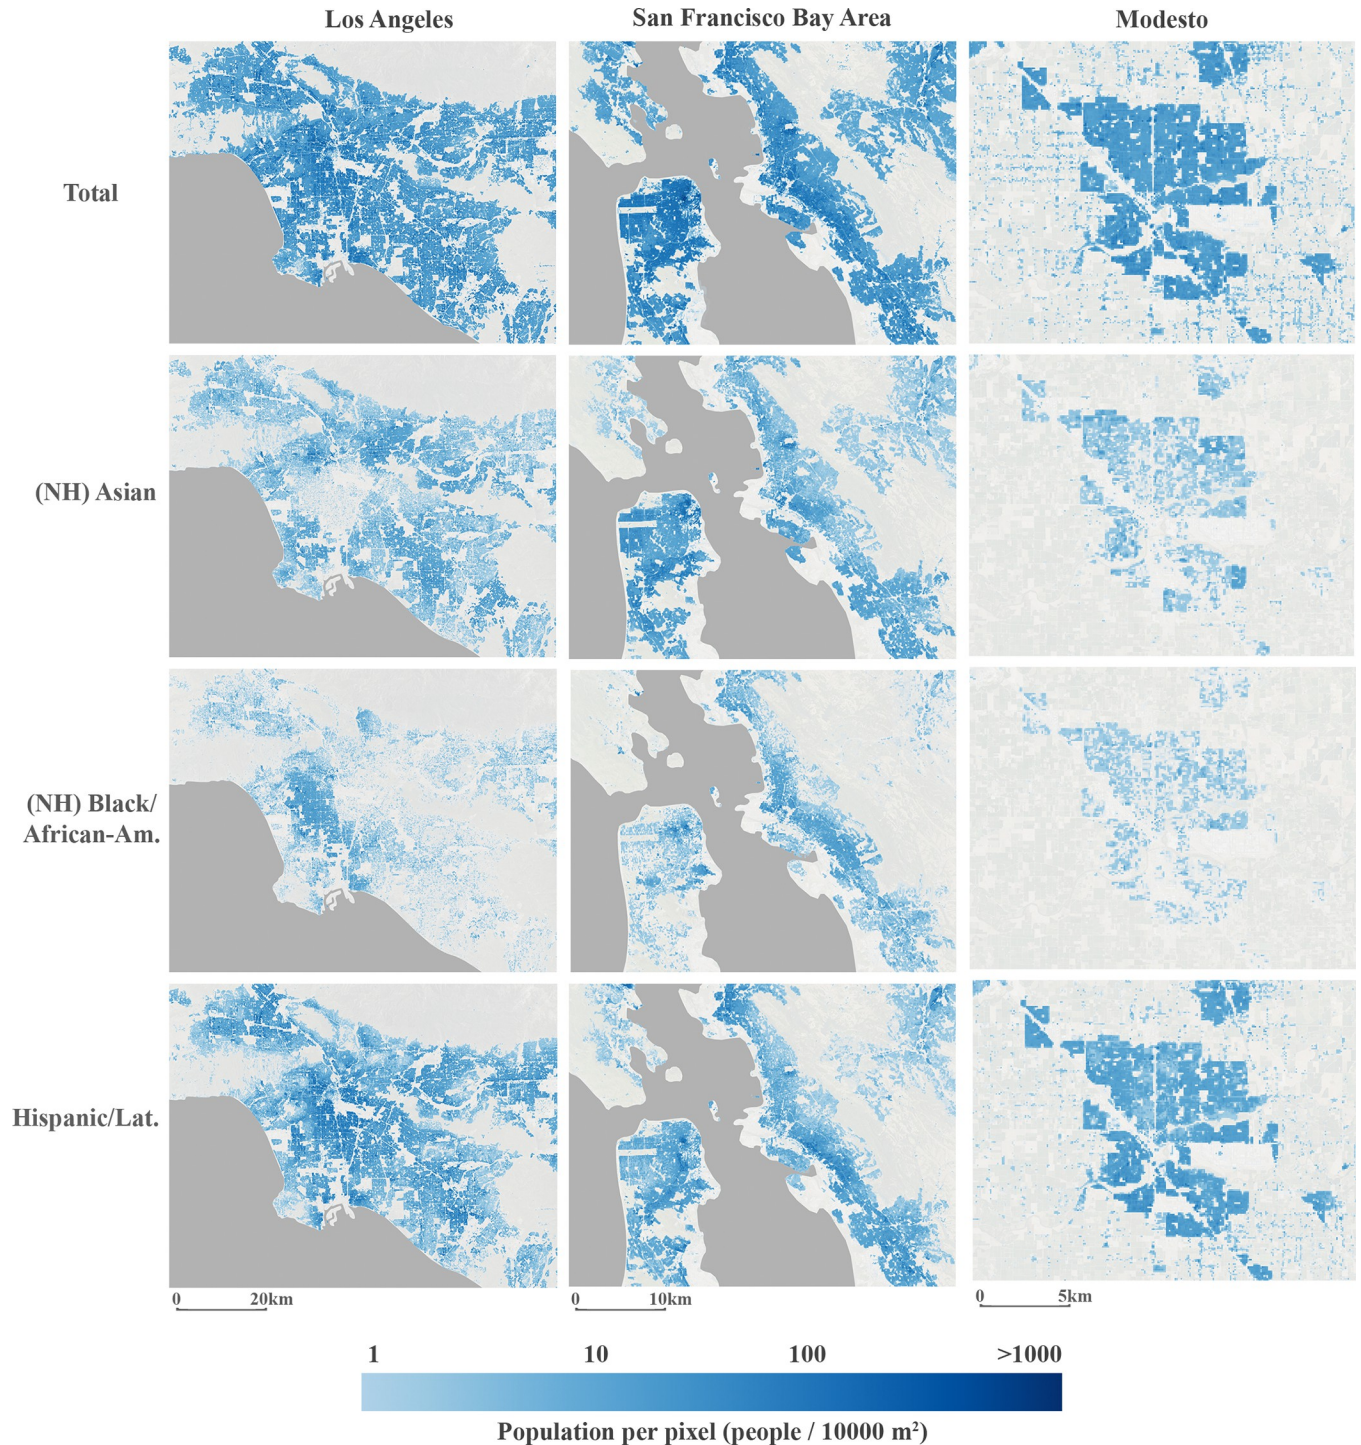 Los Angeles
San Francisco Bay Area
Modesto
Total
(NH) Asian
(NH) Black/
African-Am.
Hispanic/Lat.
0 20km
0 10km
0 5km
1 10 100 >1000
Population per pixel (people / 10000 m²)